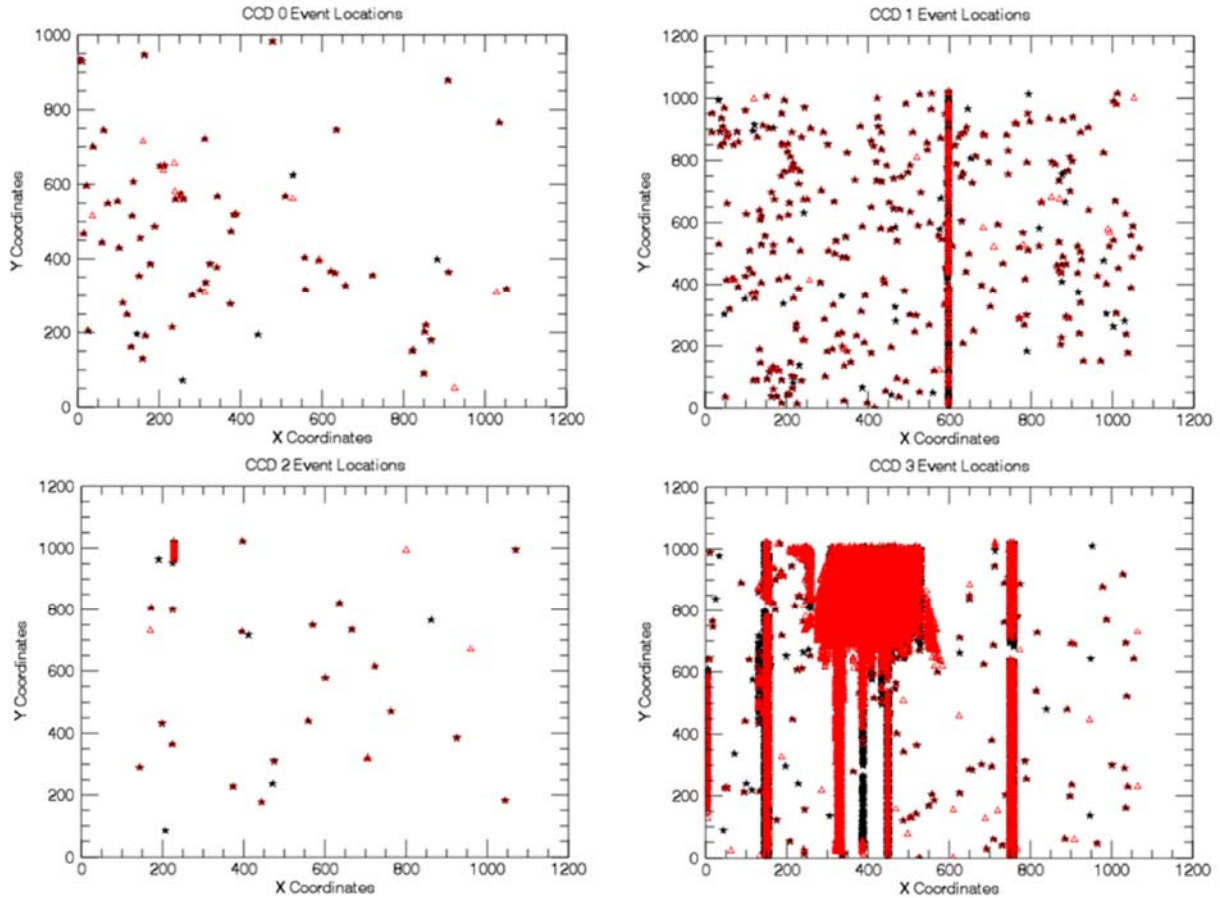 CCD 0 Event Locations
1000
800
600
400
200
0
Y Coordinates
0 200 400 600 800 1000 1200
X Coordinates
CCD 1 Event Locations
1200
1000
800
600
400
200
0
Y Coordinates
0 200 400 600 800 1000 1200
X Coordinates
CCD 2 Event Locations
1200
1000
800
600
400
200
0
Y Coordinates
0 200 400 600 800 1000 1200
X Coordinates
CCD 3 Event Locations
1200
1000
800
600
400
200
0
Y Coordinates
0 200 400 600 800 1000 1200
X Coordinates